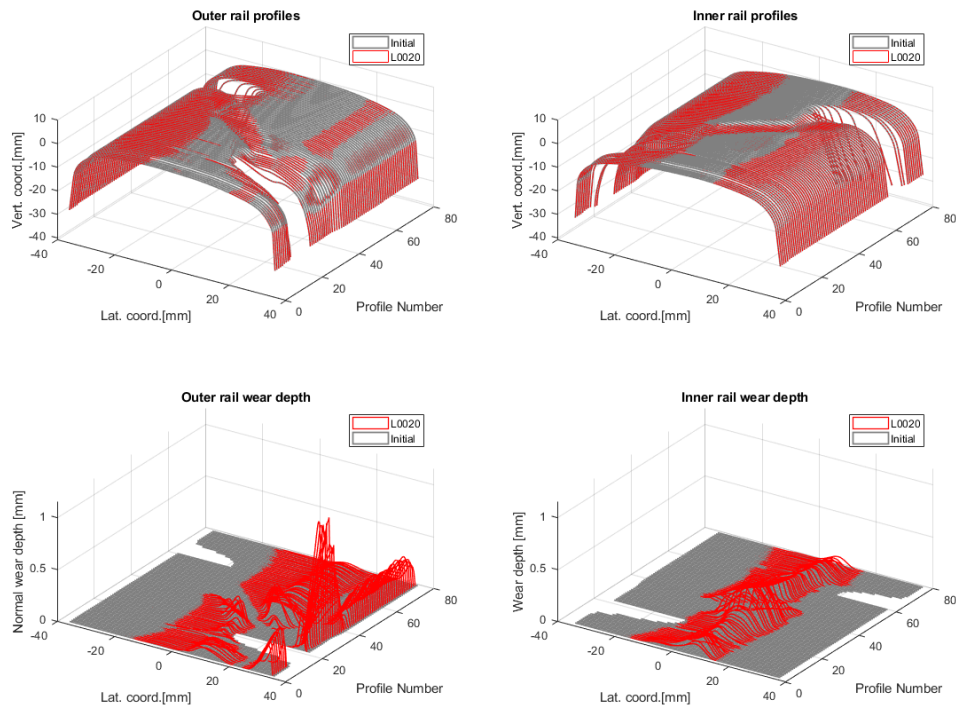 Outer rail profiles
Initial
L0020
Vert. coord.[mm]
10
0
-10
-20
-30
-40
-40
-20
0
20
40
Lat. coord.[mm]
0
20
40
60
80
Profile Number
Inner rail profiles
Initial
L0020
Vert. coord.[mm]
10
0
-10
-20
-30
-40
-40
-20
0
20
40
Lat. coord.[mm]
0
20
40
60
80
Profile Number
Outer rail wear depth
L0020
Initial
Normal wear depth [mm]
1
0.5
0
-40
-20
0
20
40
Lat. coord.[mm]
0
20
40
60
80
Profile Number
Inner rail wear depth
L0020
Initial
Wear depth [mm]
1
0.5
0
-40
-20
0
20
40
Lat. coord.[mm]
0
20
40
60
80
Profile Number